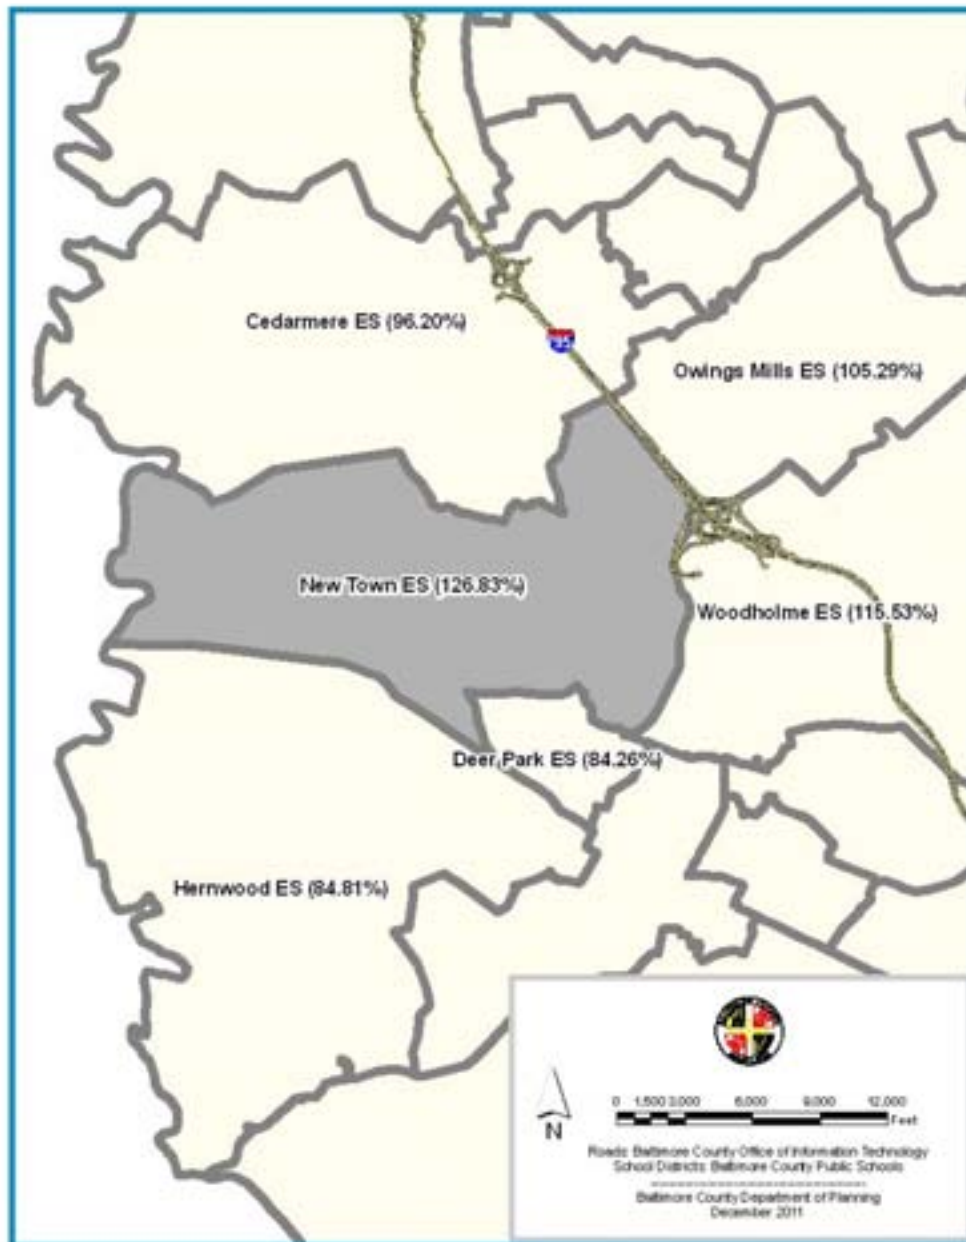 Cedarmere ES (96.20%)
Owings Mills ES (105.29%)
New Town ES (126.83%)
Woodholme ES (115.53%)
Deer Park ES (84.26%)
Hernwood ES (84.81%)
N
0 1,500 3,000 6,000 9,000 12,000
Feet
Roads: Baltimore County Office of Information Technology
School Districts: Baltimore County Public Schools
Baltimore County Department of Planning
December 2011